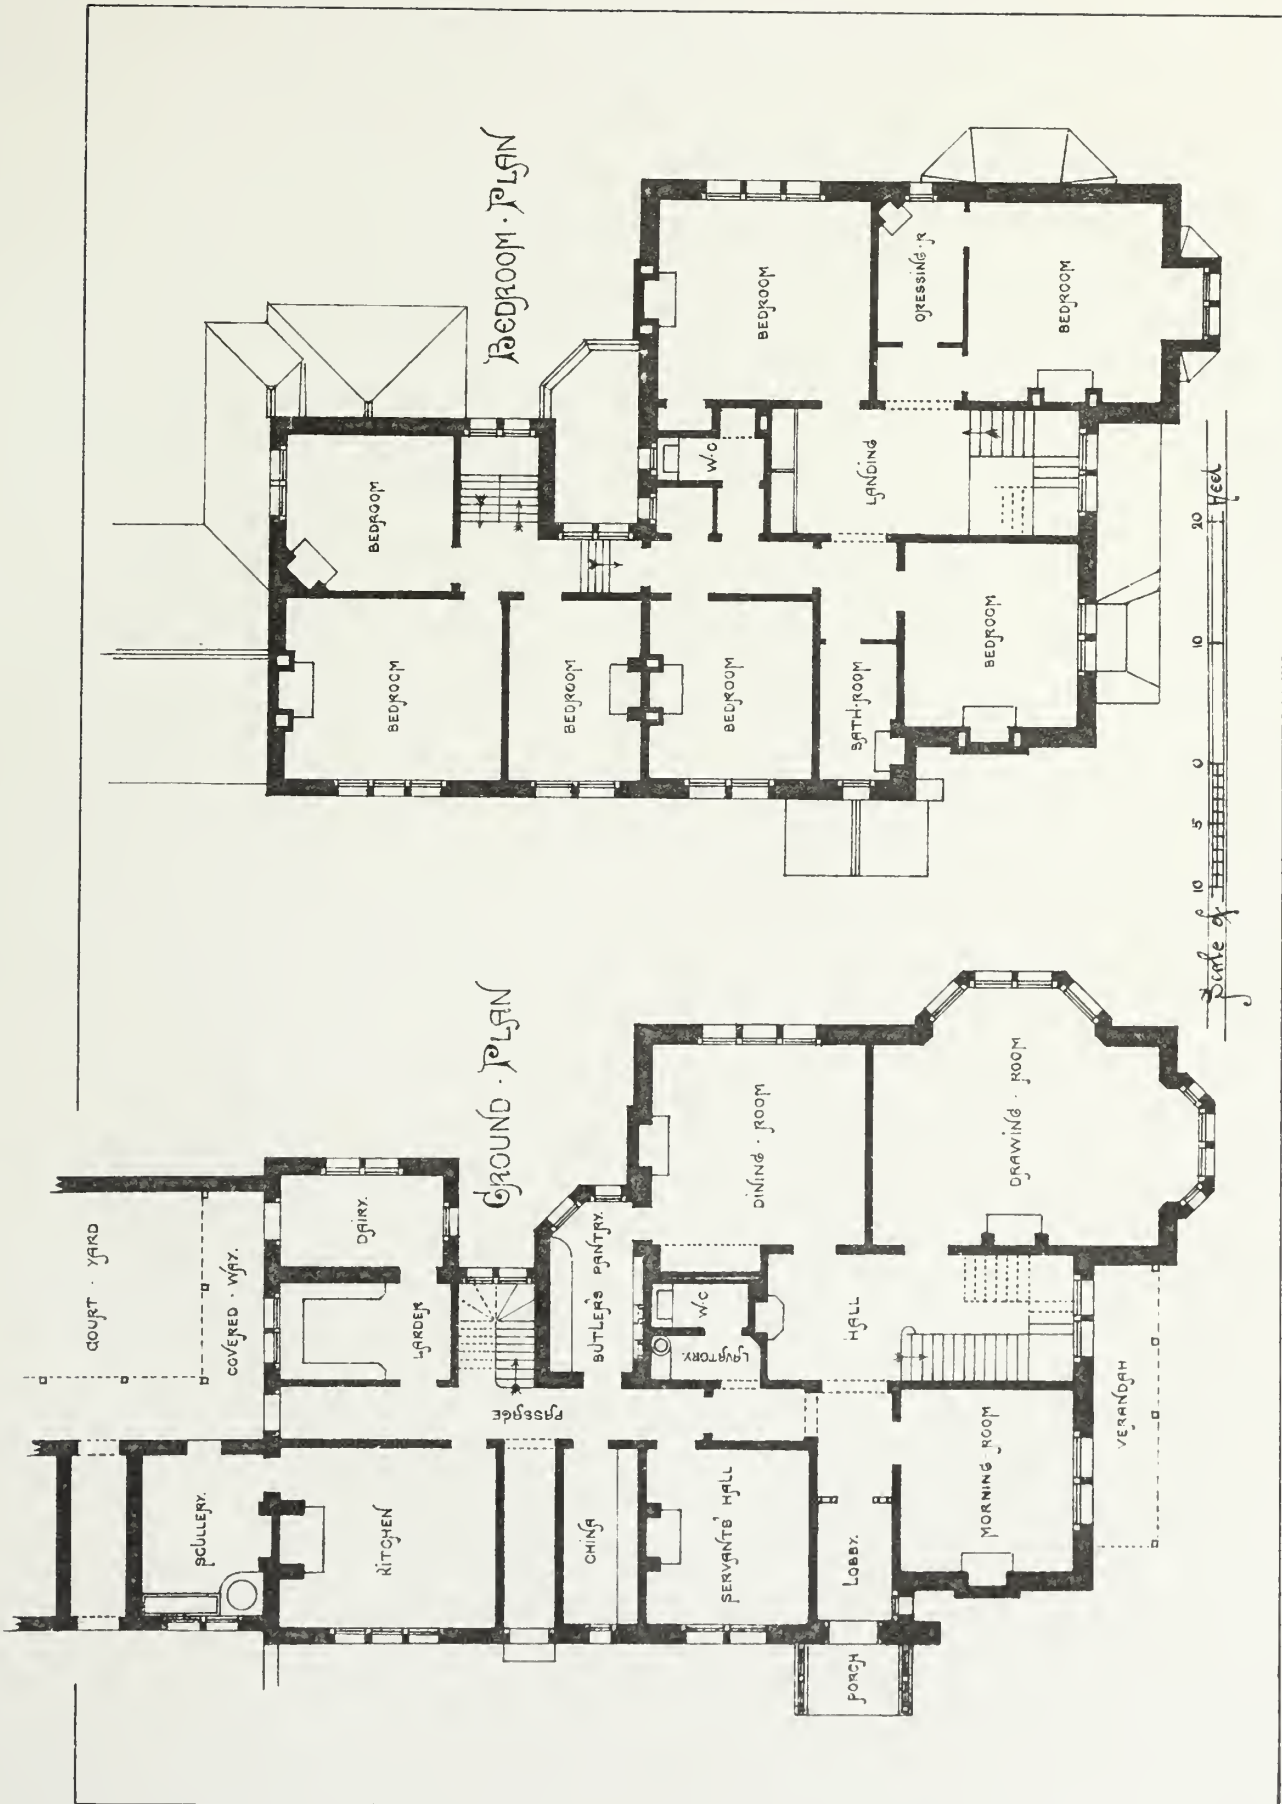 BEDROOM · PLAN
BEDROOM
BEDROOM
BEDROOM
BEDROOM
BATH·ROOM
BEDROOM
W·C
LANDING
BEDROOM
DRESSING·R
BEDROOM
GROUND · PLAN
COURT · YARD
COVERED · WAY.
DAIRY.
LARDER
SCULLERY.
KITCHEN
PASSAGE
BUTLERS PANTRY.
CHINA
SERVANTS' HALL
LAVATORY.
W·C
DINING · ROOM
HALL
DRAWING · ROOM
LOBBY.
PORCH
MORNING ROOM
VERANDAH
Scale of 10 5 0 10 20 Feet